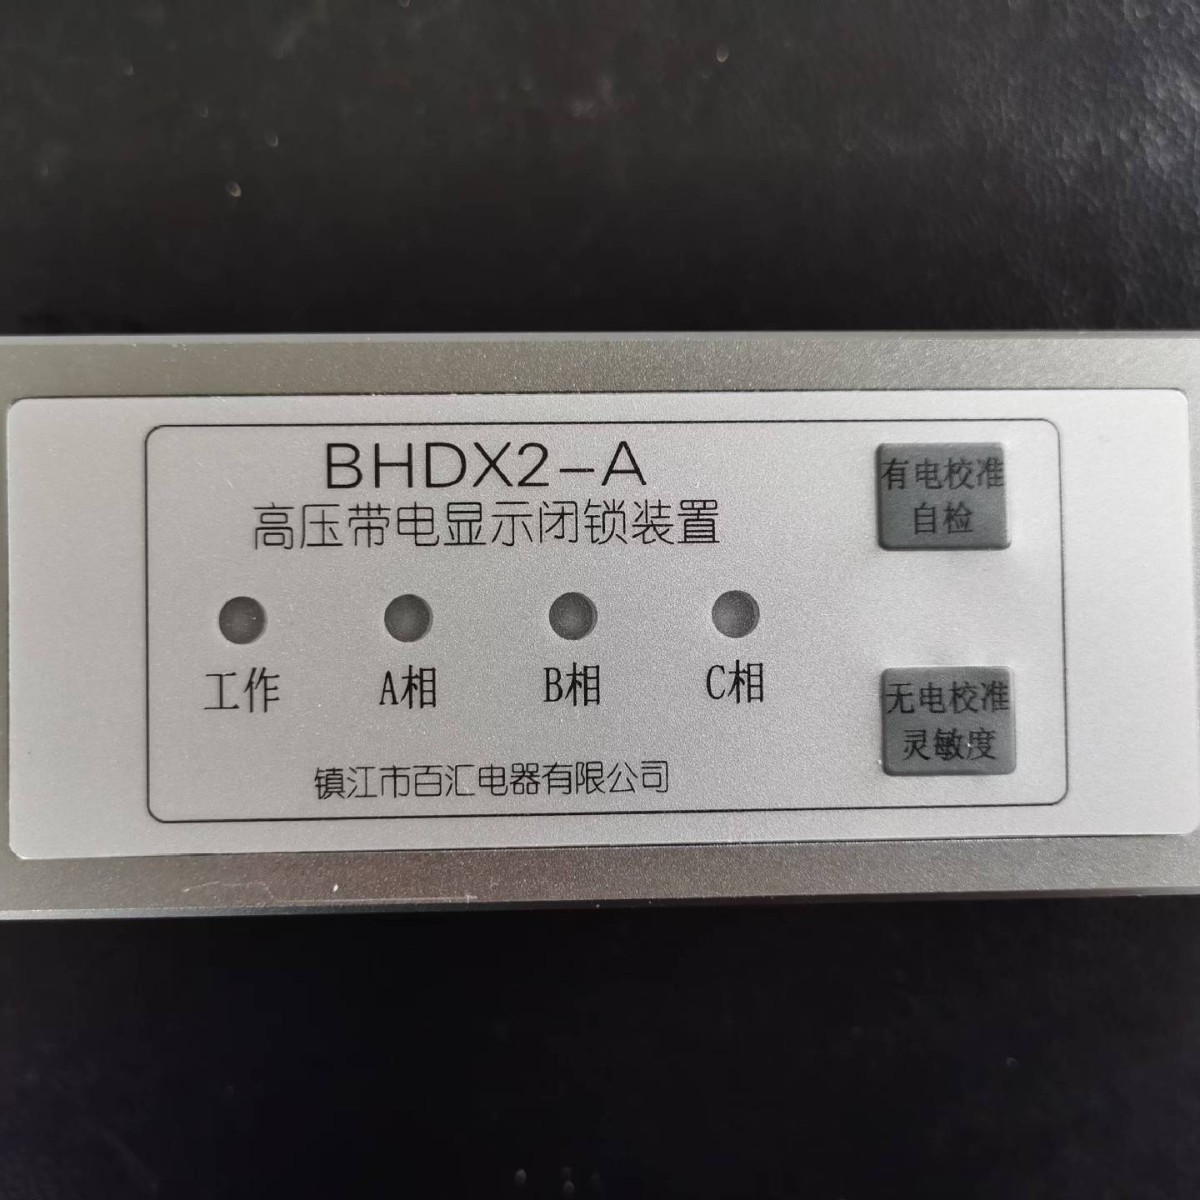 BHDX2-A
高压带电显示闭锁装置
有电校准
自检
工作
A相
B相
C相
无电校准
灵敏度
镇江市百汇电器有限公司